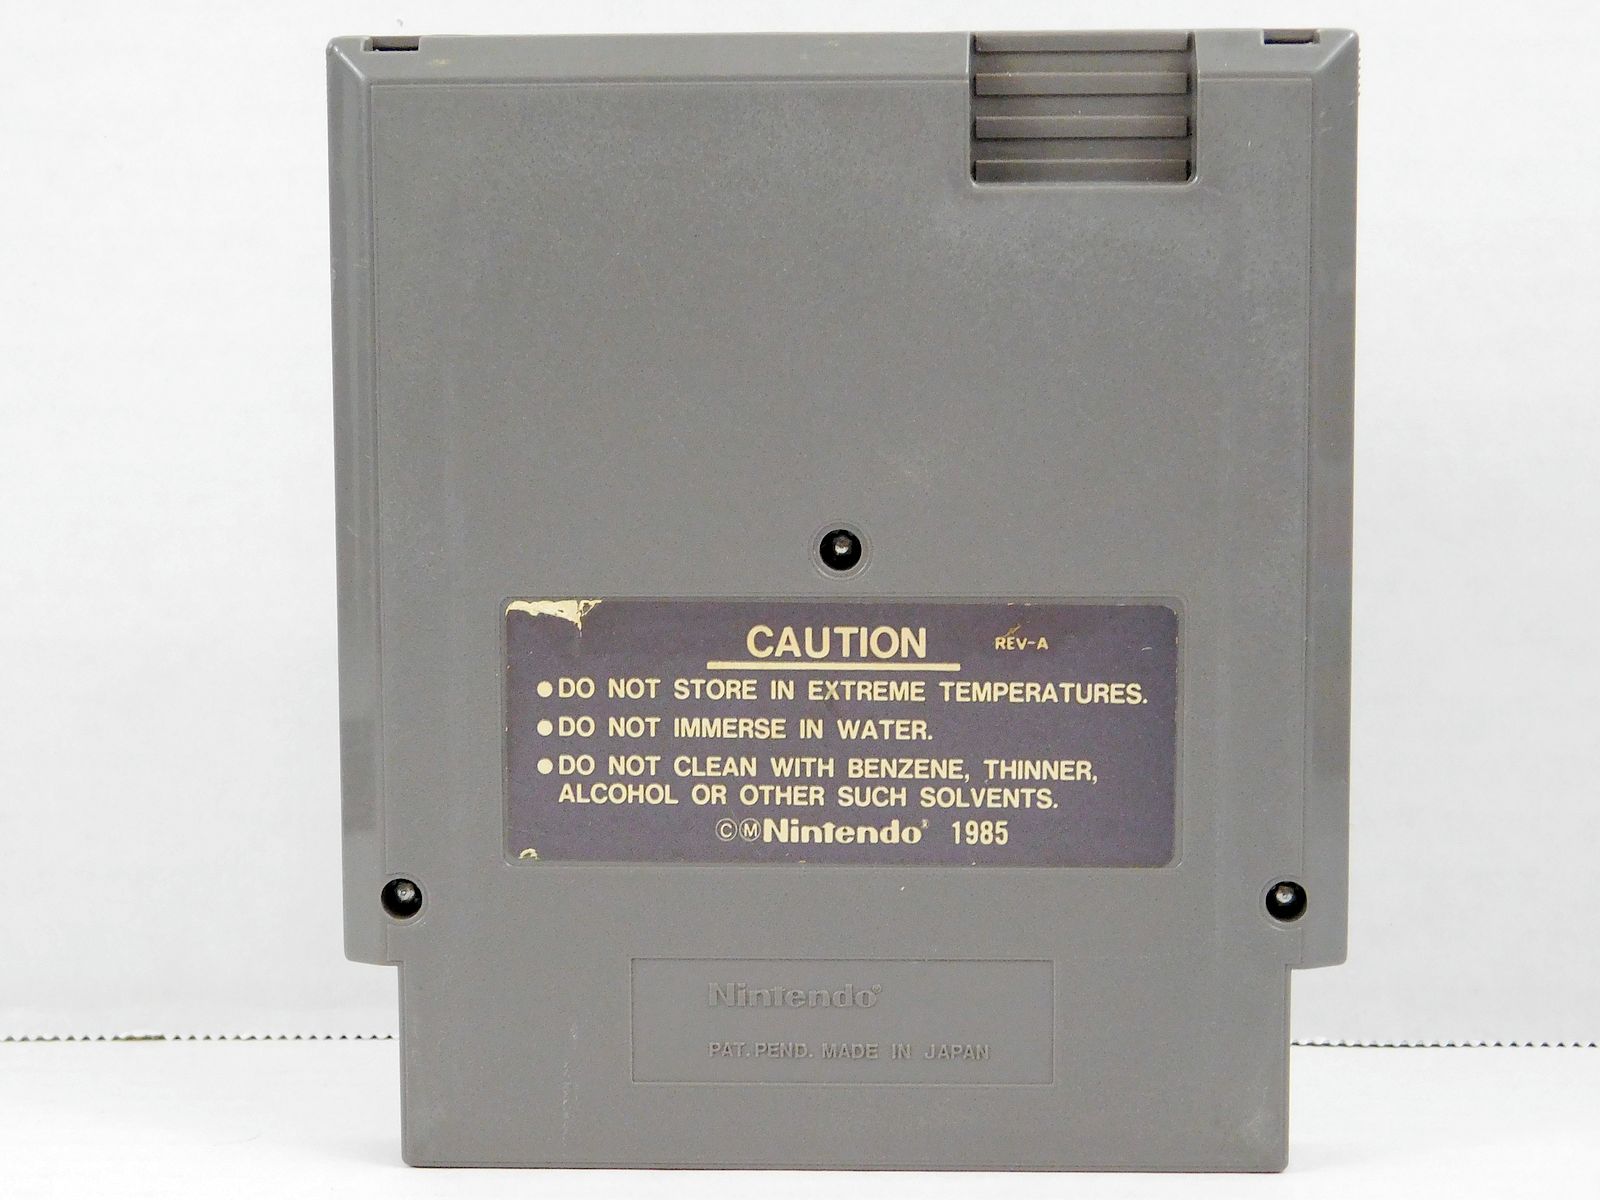 CAUTION REV-A
●DO NOT STORE IN EXTREME TEMPERATURES.
●DO NOT IMMERSE IN WATER.
●DO NOT CLEAN WITH BENZENE, THINNER,
ALCOHOL OR OTHER SUCH SOLVENTS.
ⒸⓂNintendo® 1985
Nintendo®
PAT. PEND. MADE IN JAPAN